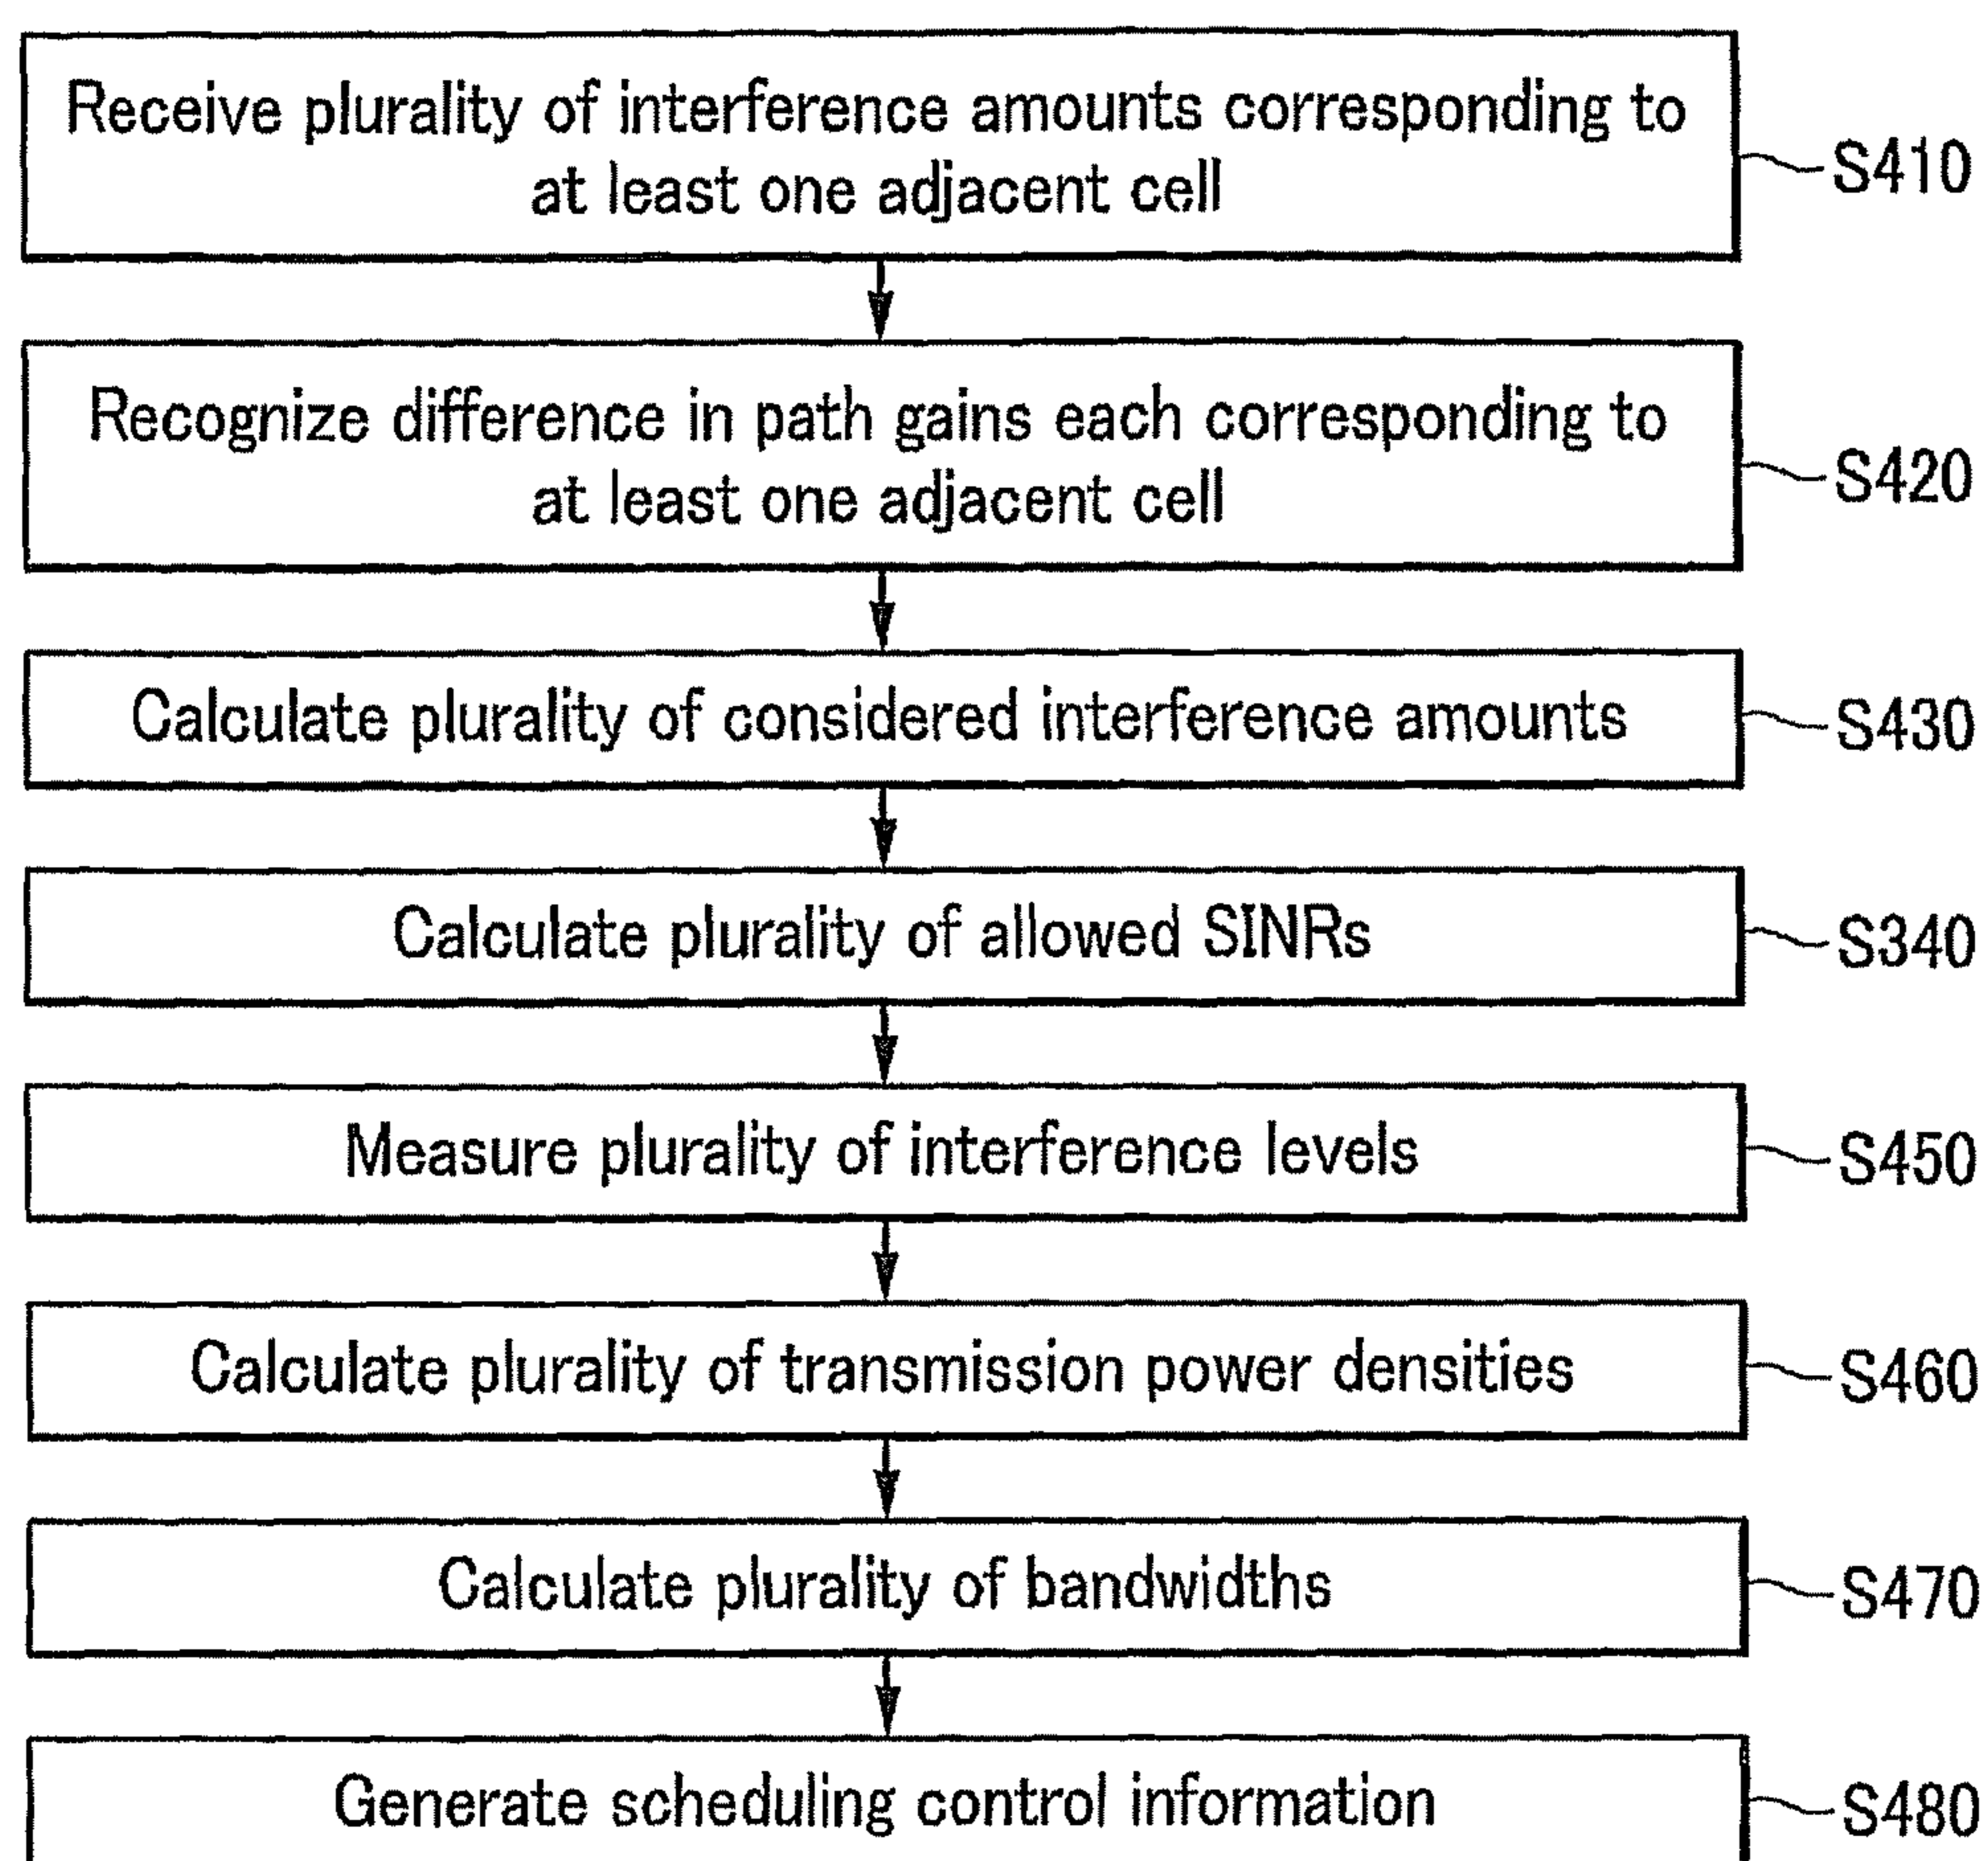 Receive plurality of interference amounts corresponding to
at least one adjacent cell
S410
Recognize difference in path gains each corresponding to
at least one adjacent cell
S420
Calculate plurality of considered interference amounts
S430
Calculate plurality of allowed SINRs
S340
Measure plurality of interference levels
S450
Calculate plurality of transmission power densities
S460
Calculate plurality of bandwidths
S470
Generate scheduling control information
S480